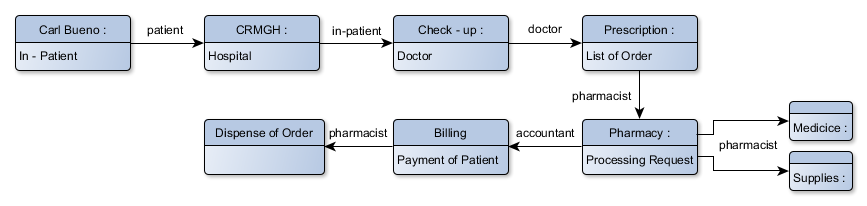 Carl Bueno :
In - Patient
patient
CRMGH :
Hospital
in-patient
Check - up :
Doctor
doctor
Prescription :
List of Order
pharmacist
Dispense of Order
pharmacist
Billing
Payment of Patient
accountant
Pharmacy :
Processing Request
pharmacist
Medicice :
Supplies :